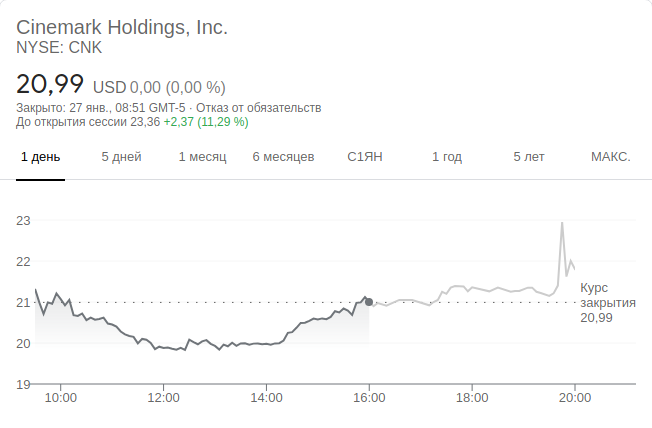 Cinemark Holdings, Inc.
NYSE: CNK
20,99 USD 0,00 (0,00 %)
Закрыто: 27 янв., 08:51 GMT-5 · Отказ от обязательств
До открытия сессии 23,36 +2,37 (11,29 %)
1 день 5 дней 1 месяц 6 месяцев С1ЯН 1 год 5 лет МАКС.
23
22
21
20
19
Курс
закрытия
20,99
10:00 12:00 14:00 16:00 18:00 20:00